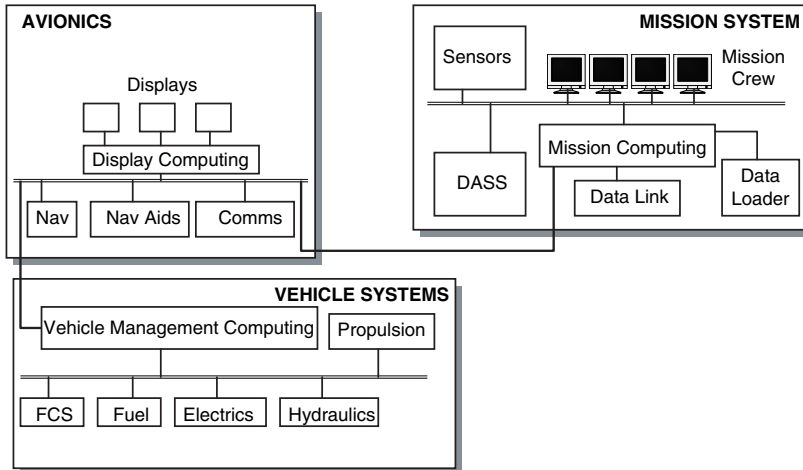 AVIONICS
Displays
Display Computing
Nav
Nav Aids
Comms
MISSION SYSTEM
Sensors
Mission
Crew
Mission Computing
DASS
Data Link
Data
Loader
VEHICLE SYSTEMS
Vehicle Management Computing
Propulsion
FCS
Fuel
Electrics
Hydraulics